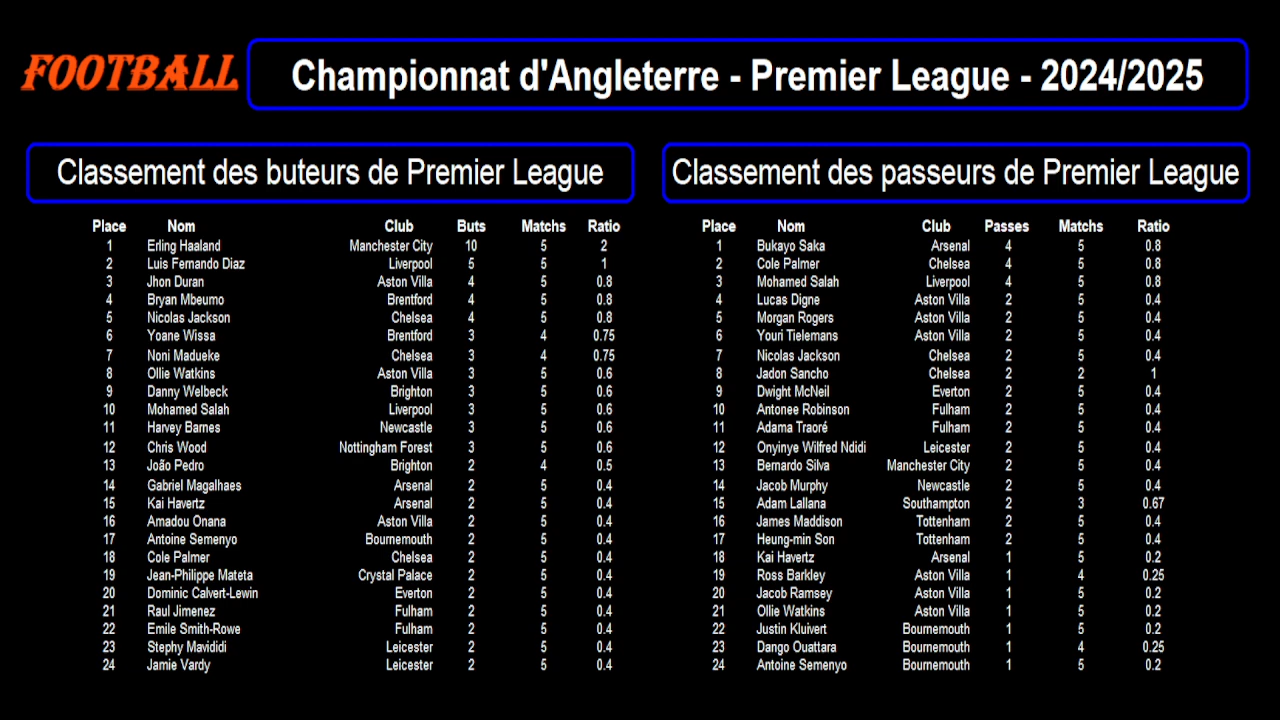 FOOTBALL
Championnat d'Angleterre - Premier League - 2024/2025
Classement des buteurs de Premier League
Place Nom Club Buts Matchs Ratio
1 Erling Haaland Manchester City 10 5 2
2 Luis Fernando Diaz Liverpool 5 5 1
3 Jhon Duran Aston Villa 4 5 0.8
4 Bryan Mbeumo Brentford 4 5 0.8
5 Nicolas Jackson Chelsea 4 5 0.8
6 Yoane Wissa Brentford 3 4 0.75
7 Noni Madueke Chelsea 3 4 0.75
8 Ollie Watkins Aston Villa 3 5 0.6
9 Danny Welbeck Brighton 3 5 0.6
10 Mohamed Salah Liverpool 3 5 0.6
11 Harvey Barnes Newcastle 3 5 0.6
12 Chris Wood Nottingham Forest 3 5 0.6
13 João Pedro Brighton 2 4 0.5
14 Gabriel Magalhaes Arsenal 2 5 0.4
15 Kai Havertz Arsenal 2 5 0.4
16 Amadou Onana Aston Villa 2 5 0.4
17 Antoine Semenyo Bournemouth 2 5 0.4
18 Cole Palmer Chelsea 2 5 0.4
19 Jean-Philippe Mateta Crystal Palace 2 5 0.4
20 Dominic Calvert-Lewin Everton 2 5 0.4
21 Raul Jimenez Fulham 2 5 0.4
22 Emile Smith-Rowe Fulham 2 5 0.4
23 Stephy Mavididi Leicester 2 5 0.4
24 Jamie Vardy Leicester 2 5 0.4
Classement des passeurs de Premier League
Place Nom Club Passes Matchs Ratio
1 Bukayo Saka Arsenal 4 5 0.8
2 Cole Palmer Chelsea 4 5 0.8
3 Mohamed Salah Liverpool 4 5 0.8
4 Lucas Digne Aston Villa 2 5 0.4
5 Morgan Rogers Aston Villa 2 5 0.4
6 Youri Tielemans Aston Villa 2 5 0.4
7 Nicolas Jackson Chelsea 2 5 0.4
8 Jadon Sancho Chelsea 2 2 1
9 Dwight McNeil Everton 2 5 0.4
10 Antonee Robinson Fulham 2 5 0.4
11 Adama Traoré Fulham 2 5 0.4
12 Onyinye Wilfred Ndidi Leicester 2 5 0.4
13 Bernardo Silva Manchester City 2 5 0.4
14 Jacob Murphy Newcastle 2 5 0.4
15 Adam Lallana Southampton 2 3 0.67
16 James Maddison Tottenham 2 5 0.4
17 Heung-min Son Tottenham 2 5 0.4
18 Kai Havertz Arsenal 1 5 0.2
19 Ross Barkley Aston Villa 1 4 0.25
20 Jacob Ramsey Aston Villa 1 5 0.2
21 Ollie Watkins Aston Villa 1 5 0.2
22 Justin Kluivert Bournemouth 1 5 0.2
23 Dango Ouattara Bournemouth 1 4 0.25
24 Antoine Semenyo Bournemouth 1 5 0.2